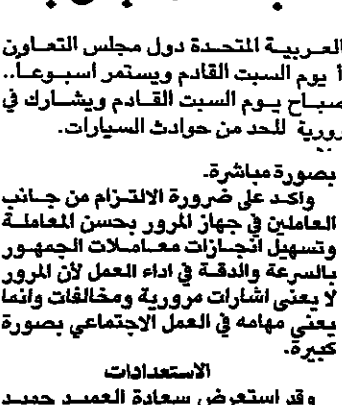 العربية المتحدة دول مجلس التعاون
أ يوم السبت القادم ويستمر اسبوعاً..
صباح يوم السبت القادم ويشارك في
رورية للحد من حوادث السيارات.
بصورة مباشرة.
واكد على ضرورة الالتزام من جانب
العاملين في جهاز المرور بحسن المعاملة
وتسهيل انجازات معاملات الجمهور
بالسرعة والدقة في اداء العمل لأن المرور
لا يعنى اشارات مرورية ومخالفات وانما
يعني مهامه في العمل الاجتماعي بصورة
كبيرة.
الاستعدادات
وقد استعرض سعادة العميد